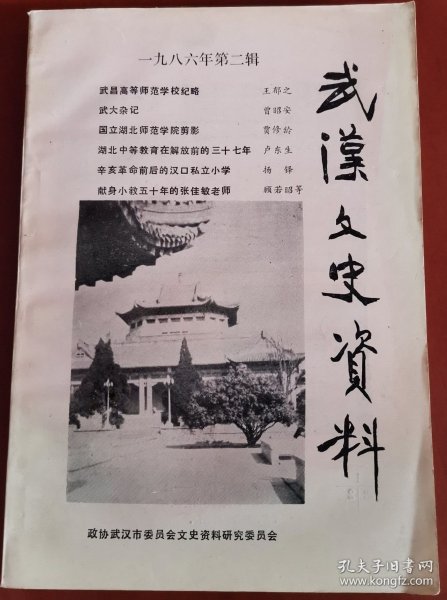 一九八六年第二辑
武昌高等师范学校纪略 王郁之
武大杂记 曾昭安
国立湖北师范学院剪影 贾修龄
湖北中等教育在解放前的三十七年 卢东生
辛亥革命前后的汉口私立小学 杨铎
献身小教五十年的张佳敏老师 顾若昭等
武漢文史資料
政协武汉市委员会文史资料研究委员会
孔夫子旧书网